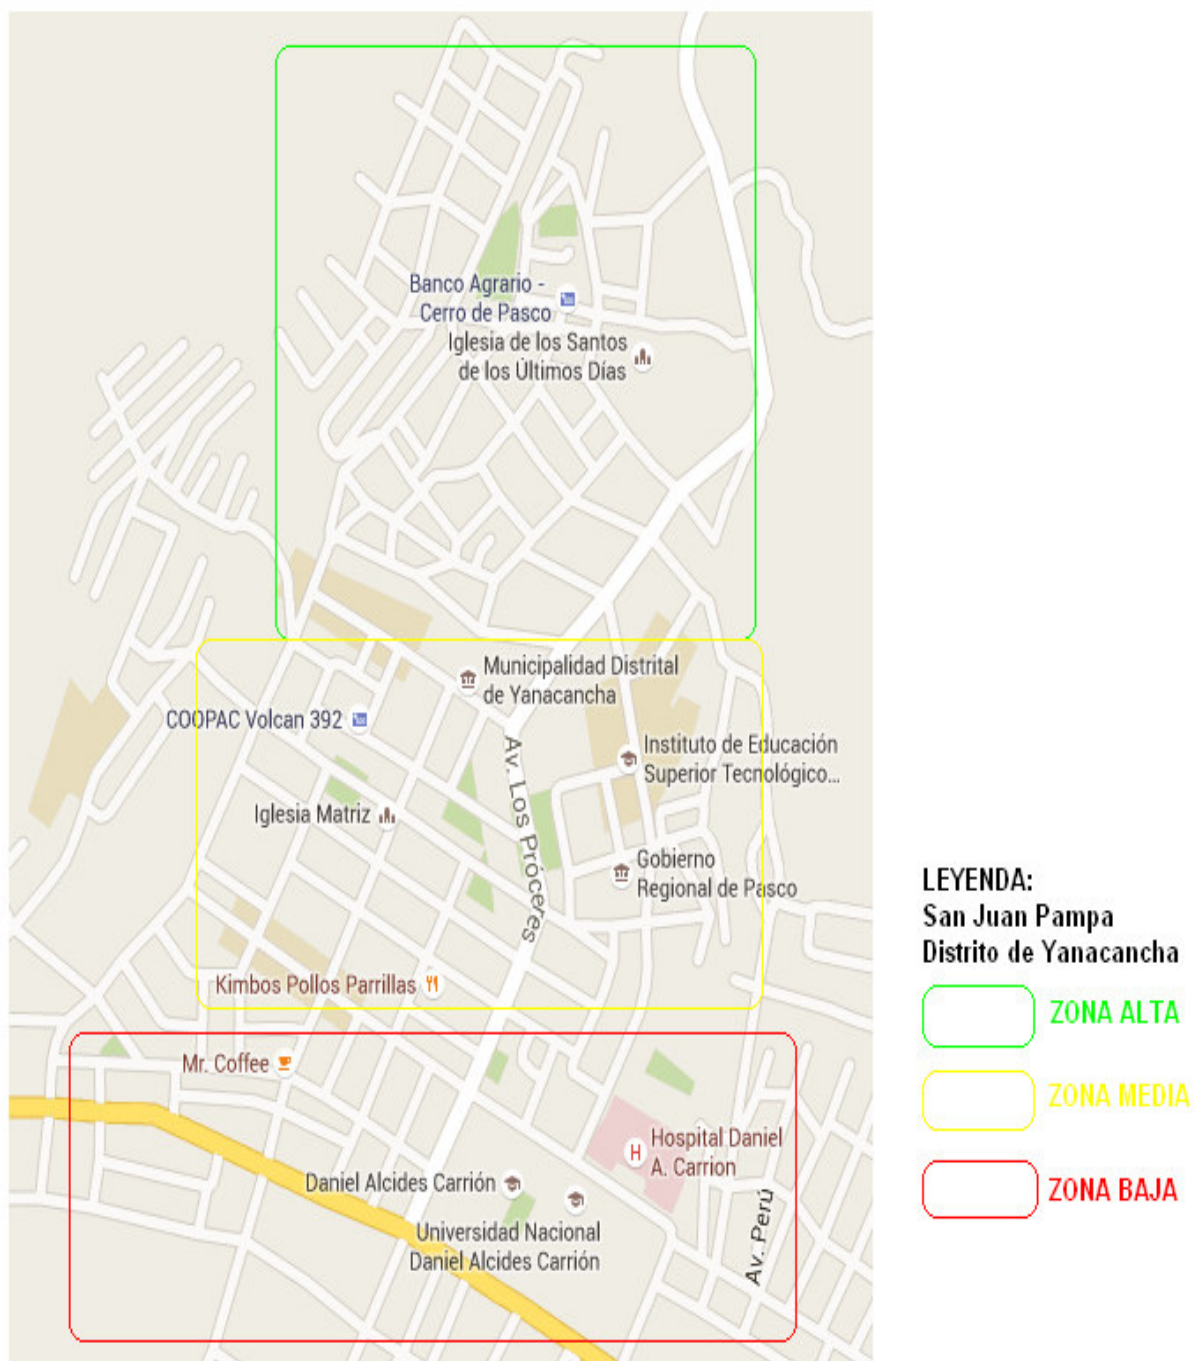 Banco Agrario -
Cerro de Pasco
Iglesia de los Santos
de los Últimos Días
Municipalidad Distrital
de Yanacancha
COOPAC Volcan 392
Av. Los Próceres
Instituto de Educación
Superior Tecnológico...
Iglesia Matriz
Gobierno
Regional de Pasco
Kimbos Pollos Parrillas
Mr. Coffee
Hospital Daniel
A. Carrion
H
Daniel Alcides Carrión
Universidad Nacional
Daniel Alcides Carrión
Av. Perú
LEYENDA:
San Juan Pampa
Distrito de Yanacancha
ZONA ALTA
ZONA MEDIA
ZONA BAJA